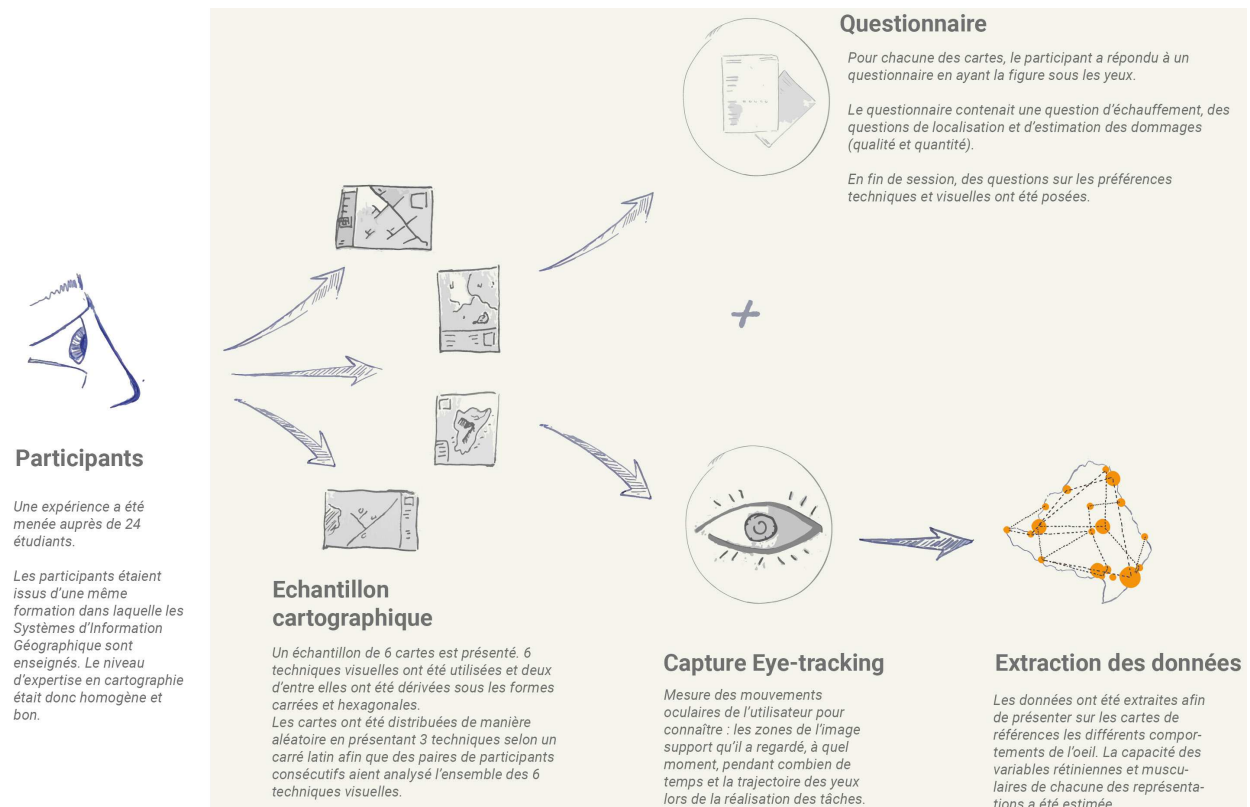 Questionnaire
Pour chacune des cartes, le participant a répondu à un
questionnaire en ayant la figure sous les yeux.
Le questionnaire contenait une question d'échauffement, des
questions de localisation et d'estimation des dommages
(qualité et quantité).
En fin de session, des questions sur les préférences
techniques et visuelles ont été posées.
Participants
Une expérience a été
menée auprès de 24
étudiants.
Les participants étaient
issus d'une même
formation dans laquelle les
Systèmes d'Information
Géographique sont
enseignés. Le niveau
d'expertise en cartographie
était donc homogène et
bon.
Echantillon
cartographique
Un échantillon de 6 cartes est présenté. 6
techniques visuelles ont été utilisées et deux
d'entre elles ont été dérivées sous les formes
carrées et hexagonales.
Les cartes ont été distribuées de manière
aléatoire en présentant 3 techniques selon un
carré latin afin que des paires de participants
consécutifs aient analysé l'ensemble des 6
techniques visuelles.
Capture Eye-tracking
Mesure des mouvements
oculaires de l'utilisateur pour
connaître : les zones de l'image
support qu'il a regardé, à quel
moment, pendant combien de
temps et la trajectoire des yeux
lors de la réalisation des tâches.
Extraction des données
Les données ont été extraites afin
de présenter sur les cartes de
références les différents compor-
tements de l'oeil. La capacité des
variables rétiniennes et muscu-
laires de chacune des représenta-
tions a été estimée